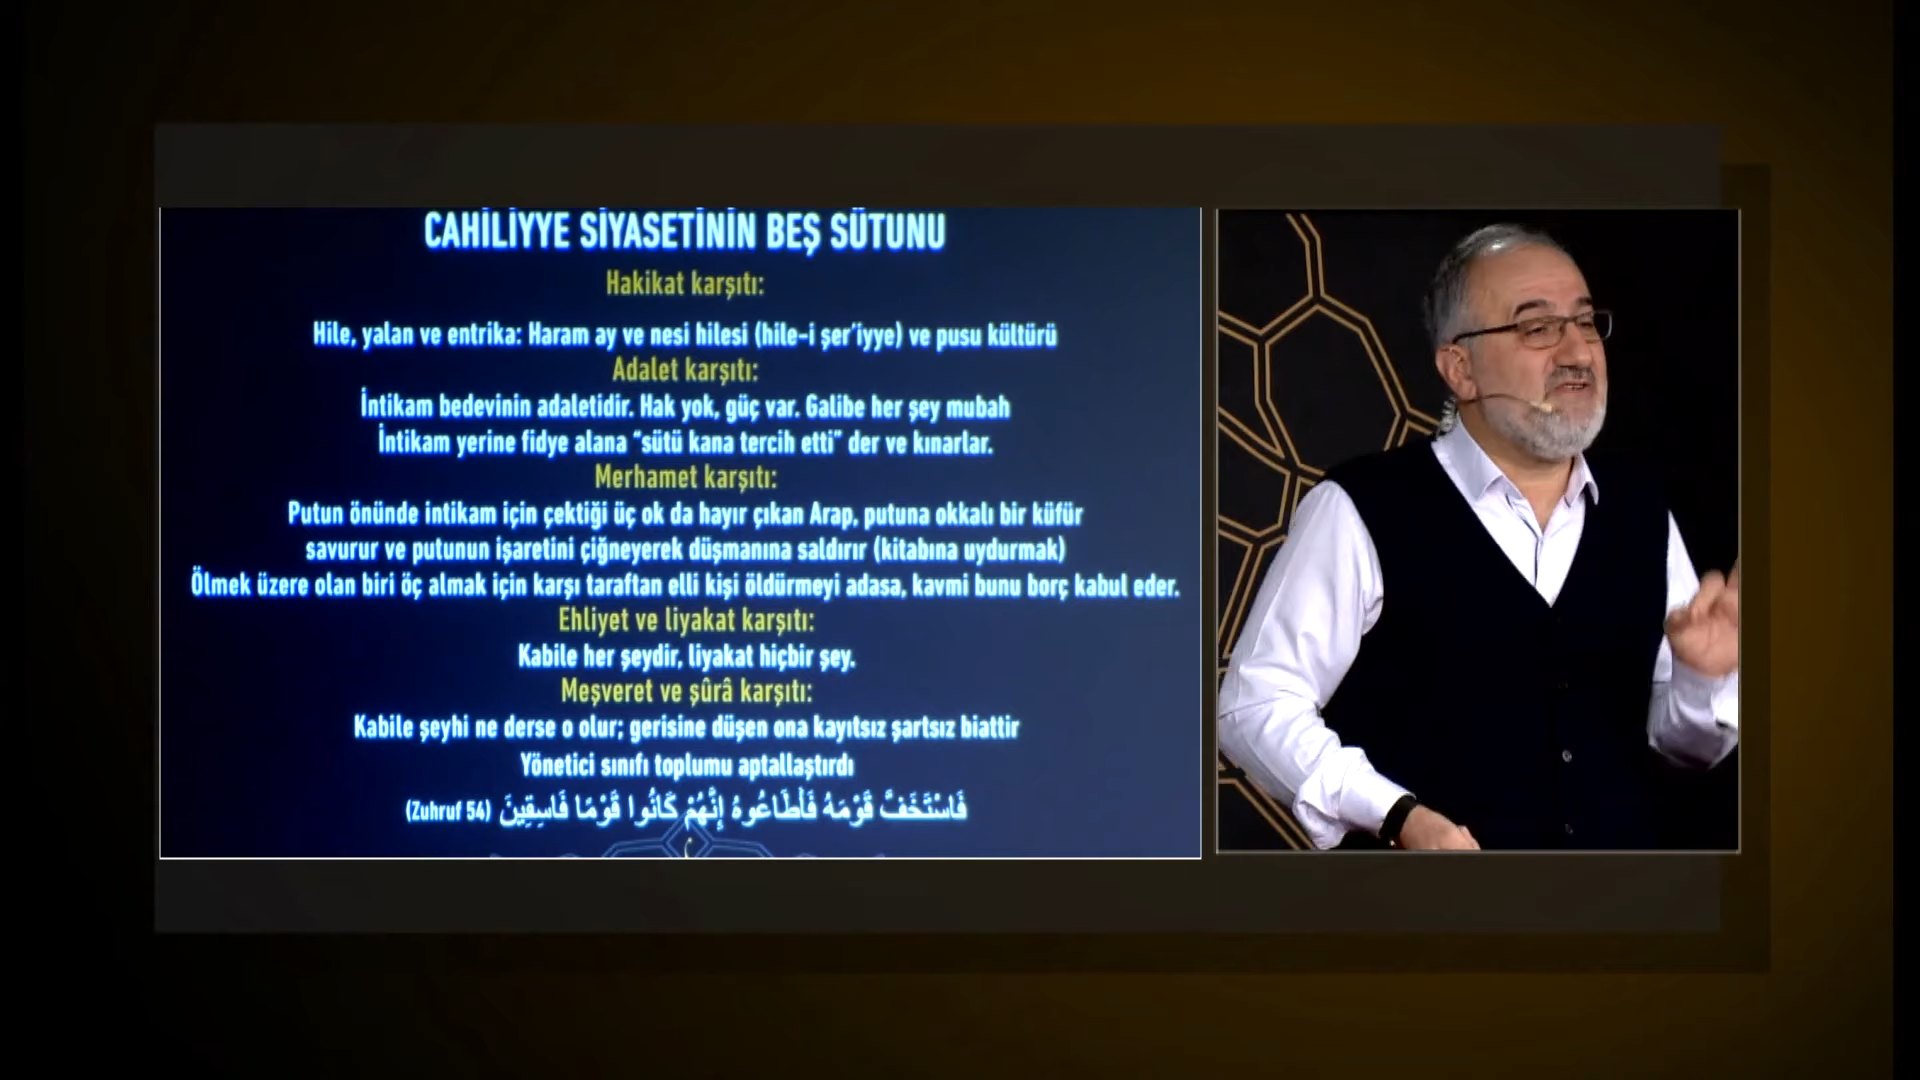 CAHİLİYYE SİYASETİNİN BEŞ SÜTUNU
Hakikat karşıtı:
Hile, yalan ve entrika: Haram ay ve nesi hilesi (hile-i şer'iyye) ve pusu kültürü
Adalet karşıtı:
İntikam bedevinin adaletidir. Hak yok, güç var. Galibe her şey mubah
İntikam yerine fidye alana “sütü kana tercih etti” der ve kınarlar.
Merhamet karşıtı:
Putun önünde intikam için çektiği üç ok da hayır çıkan Arap, putuna okkalı bir küfür
savurur ve putunun işaretini çiğneyerek düşmanına saldırır (kitabına uydurmak)
Ölmek üzere olan biri öç almak için karşı taraftan elli kişi öldürmeyi adasa, kavmi bunu borç kabul eder.
Ehliyet ve liyakat karşıtı:
Kabile her şeydir, liyakat hiçbir şey.
Meşveret ve şûrâ karşıtı:
Kabile şeyhi ne derse o olur; gerisine düşen ona kayıtsız şartsız biattir
Yönetici sınıfı toplumu aptallaştırdı
فَاسْتَخَفَّ قَوْمَهُ فَأَطَاعُوهُ إِنَّهُمْ كَانُوا قَوْمًا فَاسِقِينَ (Zuhruf 54)